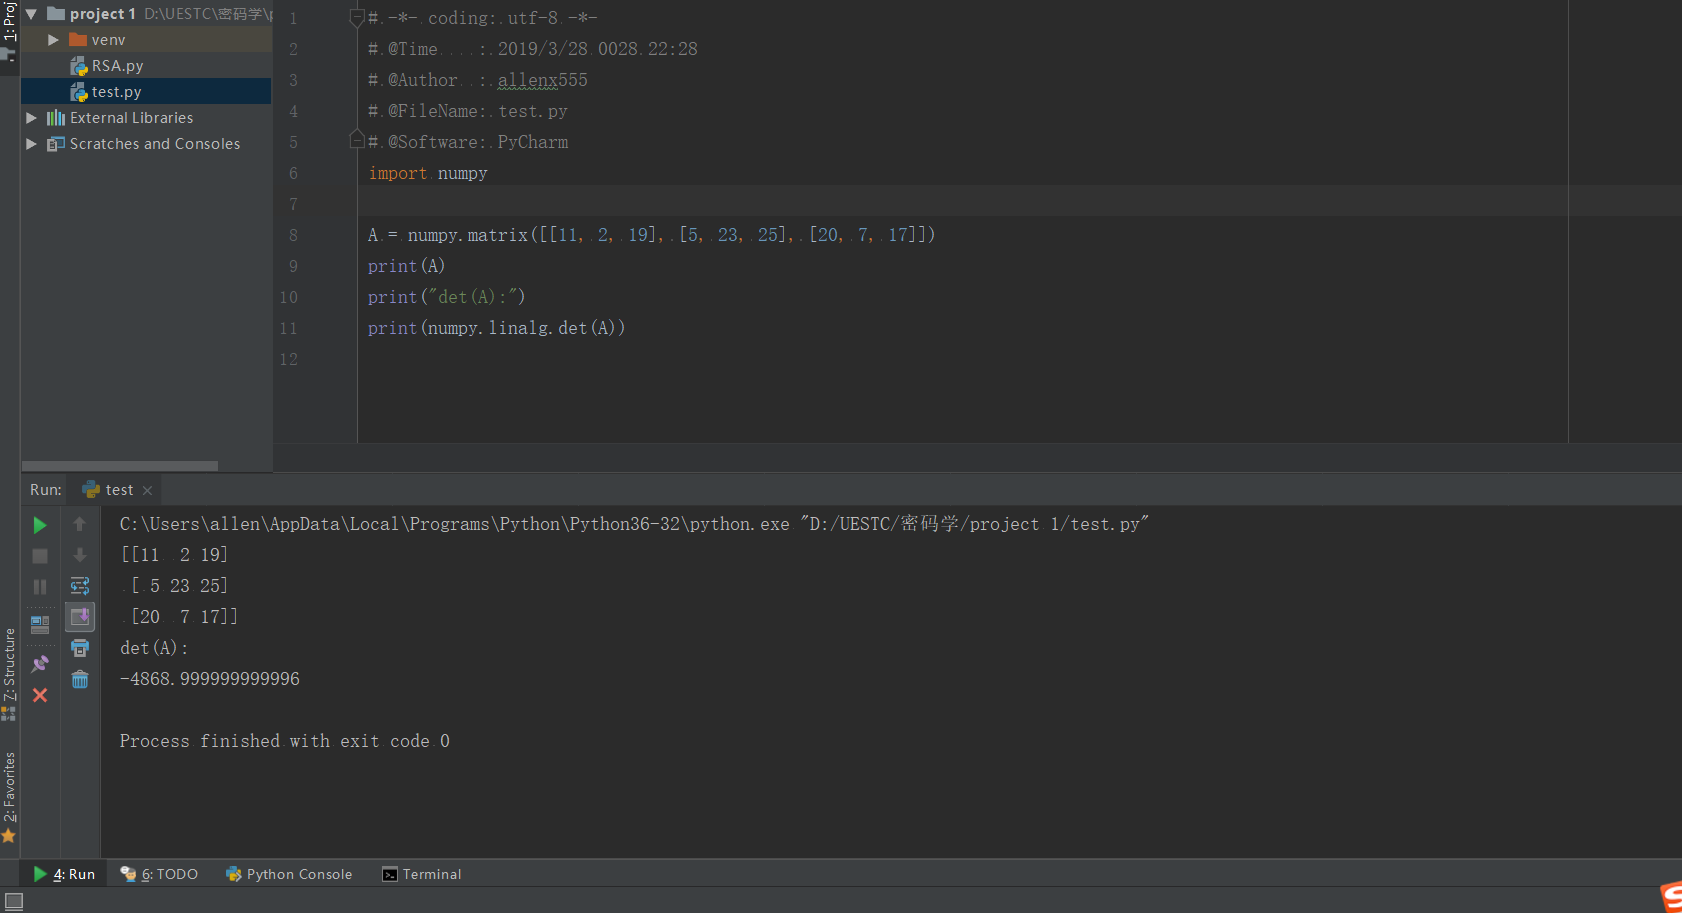 1: Proj
project 1 D:\UESTC\密码学\p
venv
RSA.py
test.py
External Libraries
Scratches and Consoles
1 # -*- coding: utf-8 -*-
2 # @Time    : 2019/3/28 0028 22:28
3 # @Author  : allenx555
4 # @FileName: test.py
5 # @Software: PyCharm
6 import numpy
7
8 A = numpy.matrix([[11, 2, 19], [5, 23, 25], [20, 7, 17]])
9 print(A)
10 print("det(A):")
11 print(numpy.linalg.det(A))
12
Run: test
C:\Users\allen\AppData\Local\Programs\Python\Python36-32\python.exe "D:/UESTC/密码学/project 1/test.py"
[[11  2 19]
 [ 5 23 25]
 [20  7 17]]
det(A):
-4868.999999999996
Process finished with exit code 0
7: Structure
2: Favorites
4: Run 6: TODO Python Console Terminal
S